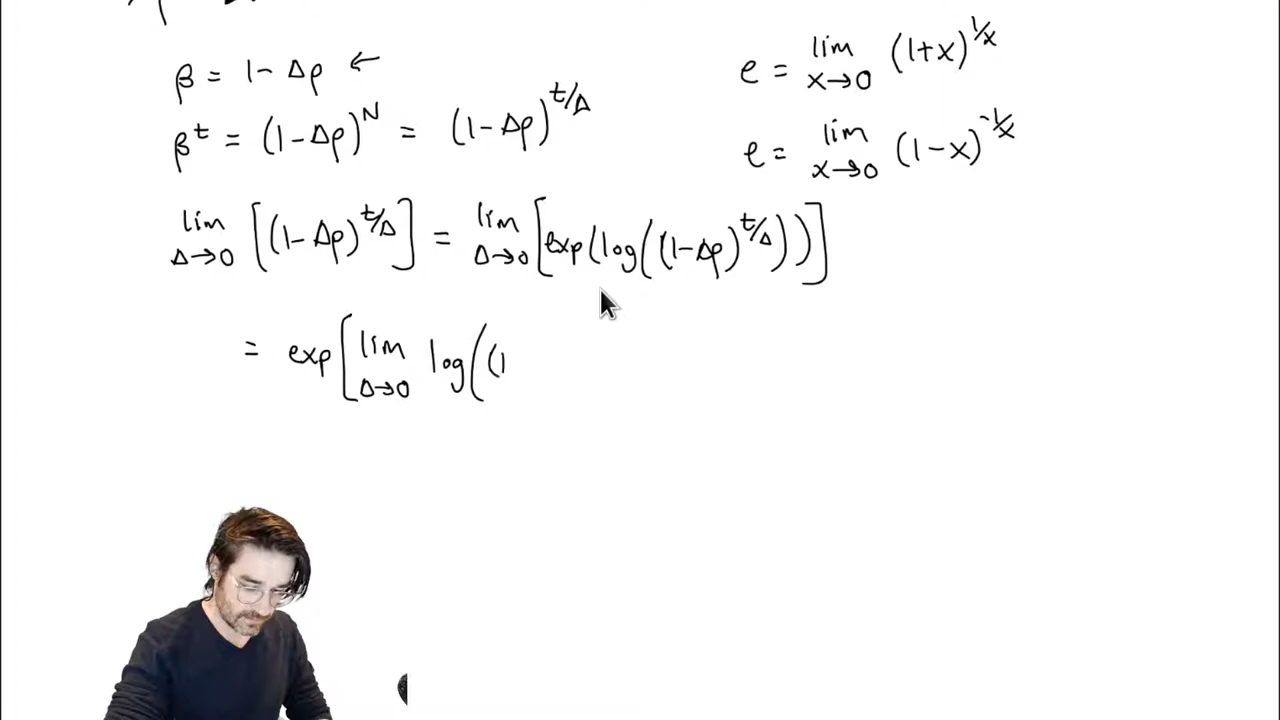 β = 1 - Δρ ←
e = lim x→0 (1+x)^{1/x}
β^t = (1-Δρ)^N = (1-Δρ)^{t/Δ}
e = lim x→0 (1-x)^{-1/x}
lim Δ→0 [(1-Δρ)^{t/Δ}] = lim Δ→0 [exp(log((1-Δρ)^{t/Δ}))]
= exp[lim Δ→0 log((1